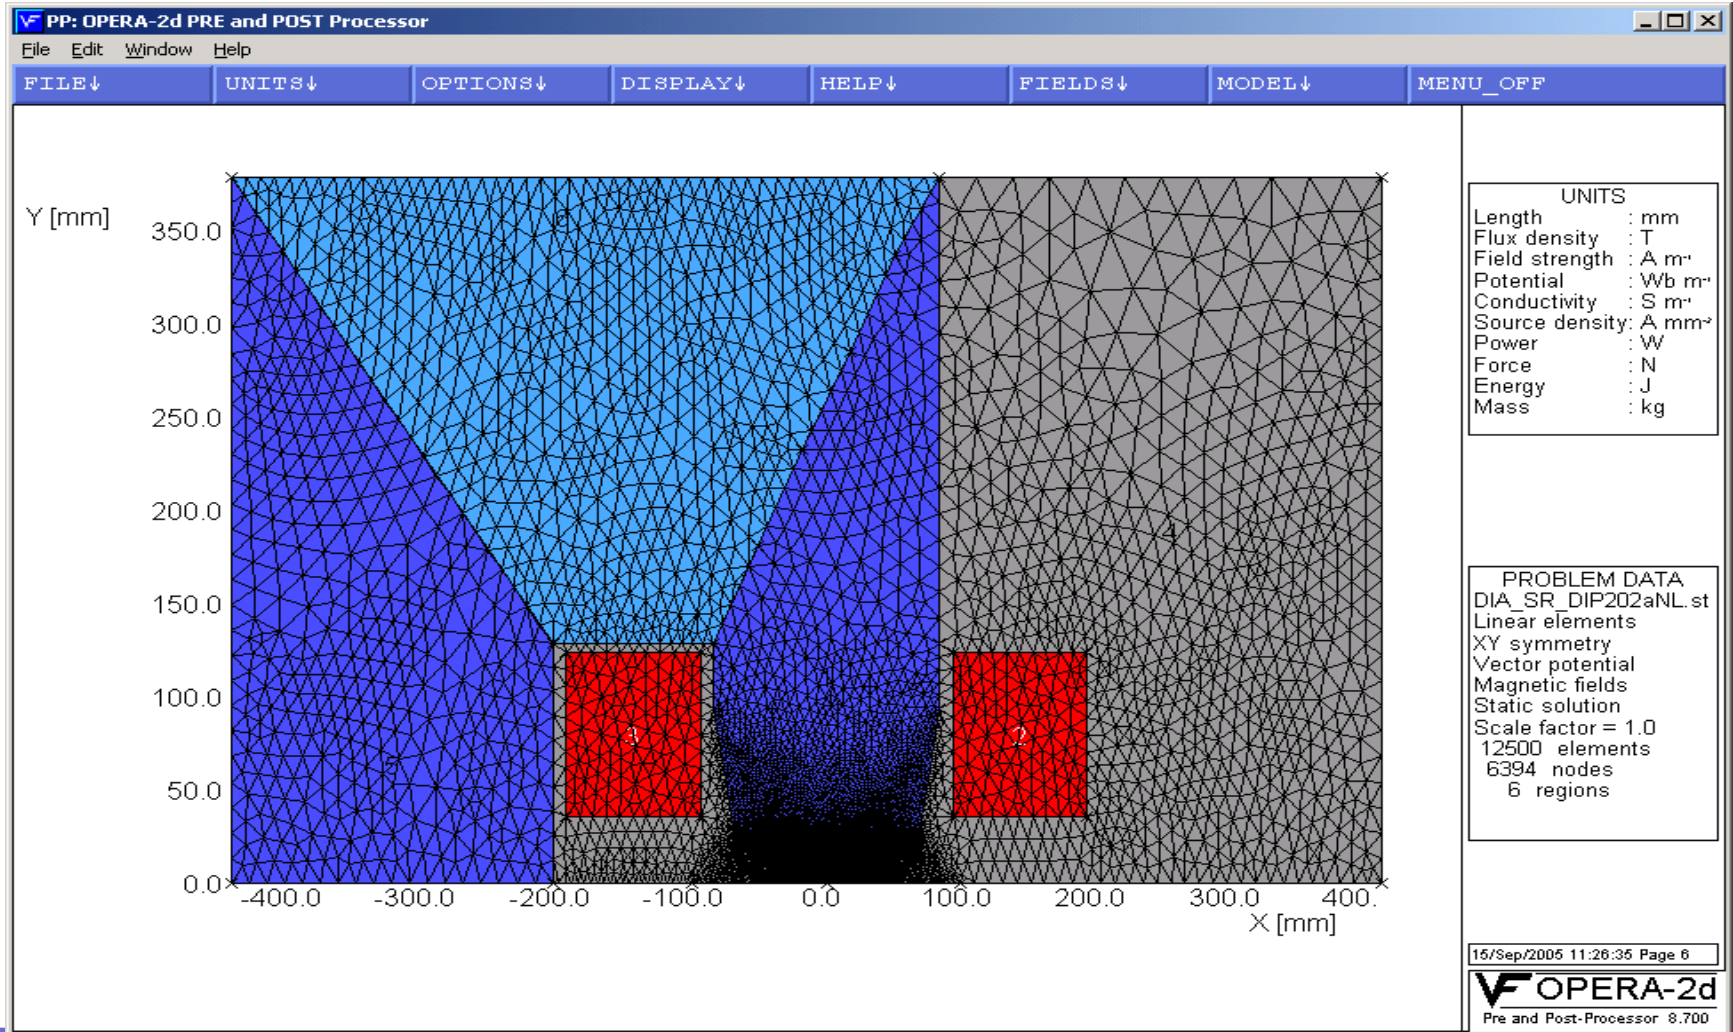 PP: OPERA-2d PRE and POST Processor
File Edit Window Help
FILE↓ UNITS↓ OPTIONS↓ DISPLAY↓ HELP↓ FIELDS↓ MODEL↓ MENU_OFF
Y [mm]
350.0
300.0
250.0
200.0
150.0
100.0
50.0
0.0
-400.0 -300.0 -200.0 -100.0 0.0 100.0 200.0 300.0 400.
X [mm]
3
2
4
UNITS
Length : mm
Flux density : T
Field strength : A m⁻¹
Potential : Wb m⁻¹
Conductivity : S m⁻¹
Source density: A mm⁻²
Power : W
Force : N
Energy : J
Mass : kg
PROBLEM DATA
DIA_SR_DIP202aNL.st
Linear elements
XY symmetry
Vector potential
Magnetic fields
Static solution
Scale factor = 1.0
12500 elements
6394 nodes
6 regions
15/Sep/2005 11:26:35 Page 6
VF OPERA-2d
Pre and Post-Processor 8.700